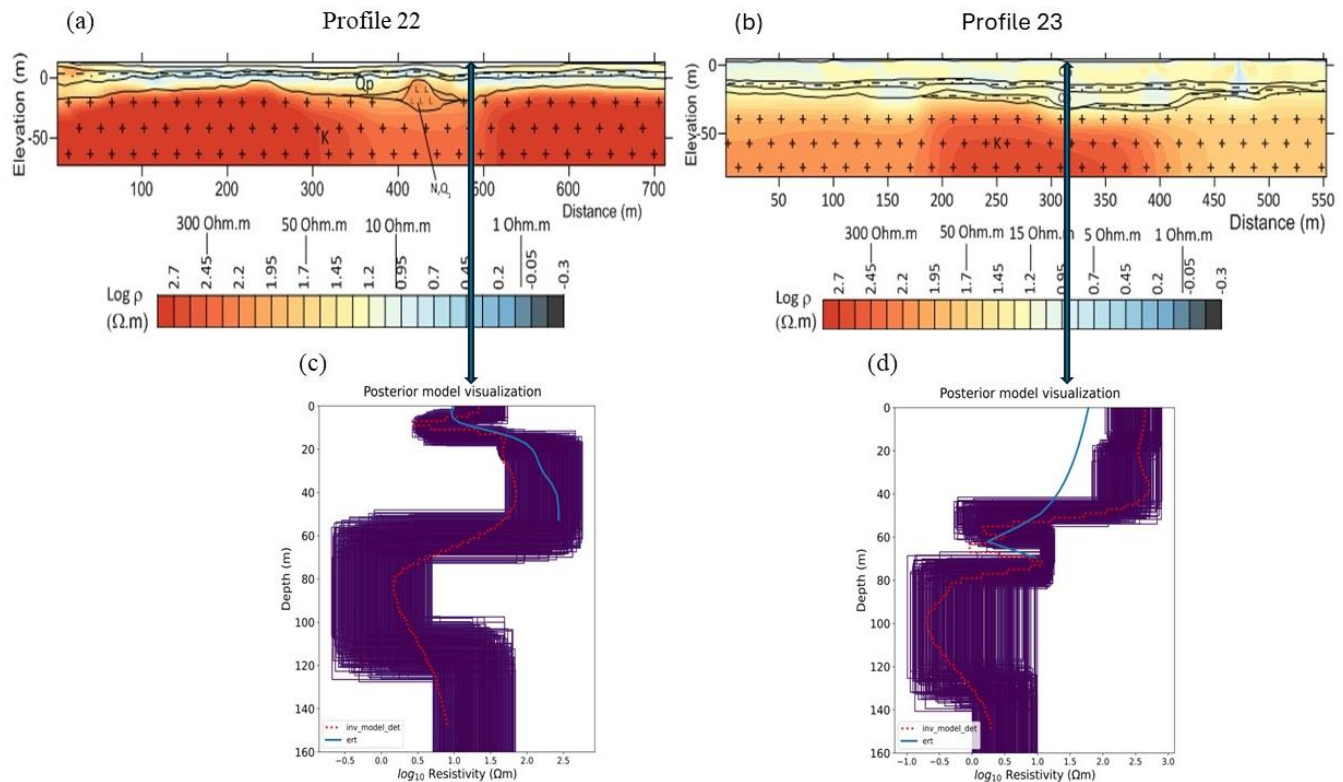 (a)
Profile 22
Elevation (m)
0
-50
Qp
K
N₂Q₁
100 200 300 400 500 600 700
Distance (m)
300 Ohm.m 50 Ohm.m 10 Ohm.m 1 Ohm.m
2.7 2.45 2.2 1.95 1.7 1.45 1.2 0.95 0.7 0.45 0.2 -0.05 -0.3
Log ρ
(Ω.m)
(b)
Profile 23
Elevation (m)
0
-50
K
50 100 150 200 250 300 350 400 450 500 550
Distance (m)
300 Ohm.m 50 Ohm.m 15 Ohm. 5 Ohm.m 1 Ohm.m
2.7 2.45 2.2 1.95 1.7 1.45 1.2 0.95 0.7 0.45 0.2 -0.05 -0.3
Log ρ
(Ω.m)
(c)
Posterior model visualization
Depth (m)
0
20
40
60
80
100
120
140
160
inv_model_det
ert
-0.5 0.0 0.5 1.0 1.5 2.0 2.5
log₁₀ Resistivity (Ωm)
(d)
Posterior model visualization
Depth (m)
0
20
40
60
80
100
120
140
160
inv_model_det
ert
-1.0 -0.5 0.0 0.5 1.0 1.5 2.0 2.5 3.0
log₁₀ Resistivity (Ωm)